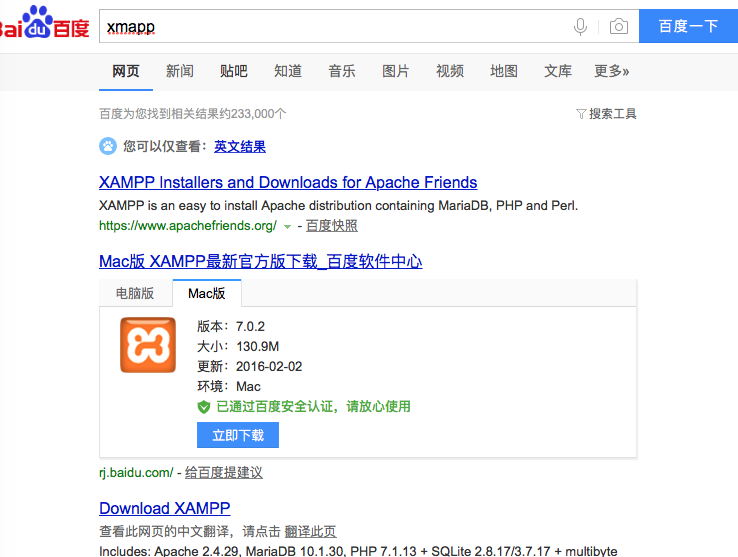 Bai du 百度 xmapp 百度一下
网页 新闻 贴吧 知道 音乐 图片 视频 地图 文库 更多»
百度为您找到相关结果约233,000个 搜索工具
您可以仅查看：英文结果
XAMPP Installers and Downloads for Apache Friends
XAMPP is an easy to install Apache distribution containing MariaDB, PHP and Perl.
https://www.apachefriends.org/ - 百度快照
Mac版 XAMPP最新官方版下载_百度软件中心
电脑版 Mac版
版本：7.0.2
大小：130.9M
更新：2016-02-02
环境：Mac
已通过百度安全认证，请放心使用
立即下载
rj.baidu.com/ - 给百度提建议
Download XAMPP
查看此网页的中文翻译，请点击 翻译此页
Includes: Apache 2.4.29, MariaDB 10.1.30, PHP 7.1.13 + SQLite 2.8.17/3.7.17 + multibyte